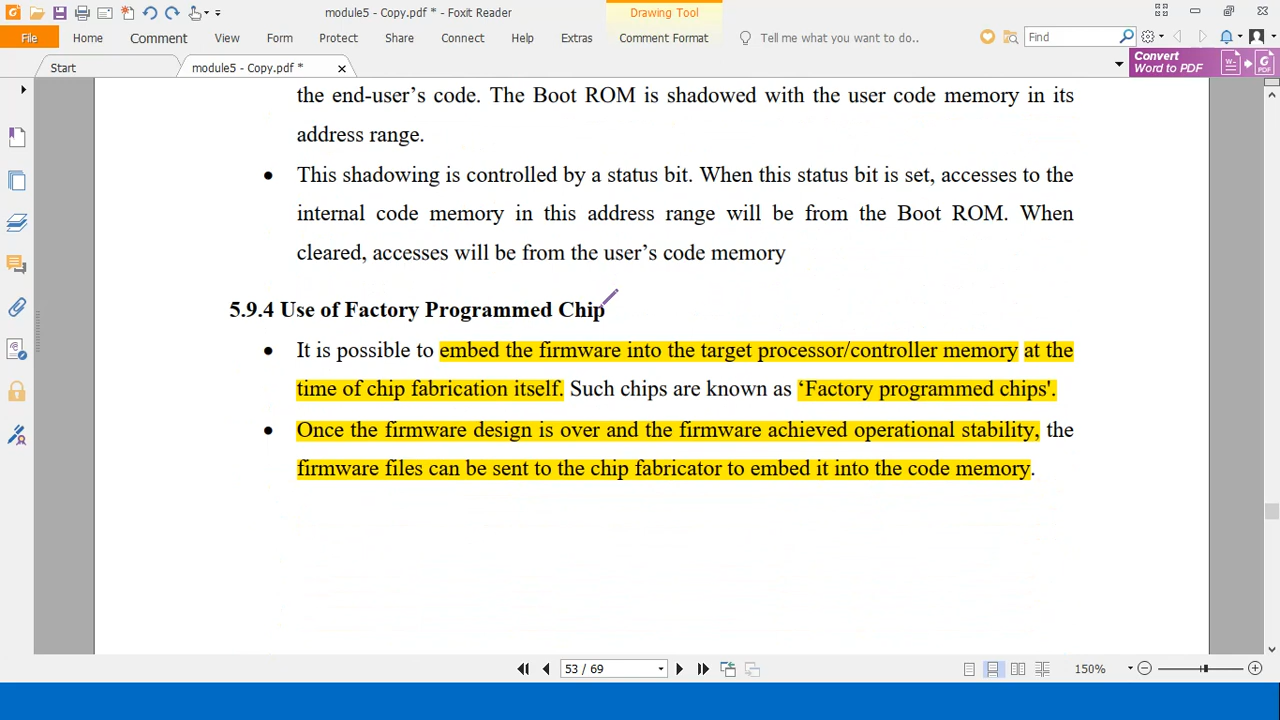 module5 - Copy.pdf * - Foxit Reader
Drawing Tool
File Home Comment View Form Protect Share Connect Help Extras Comment Format Tell me what you want to do.. Find
Start module5 - Copy.pdf *
Convert
Word to PDF
the end-user’s code. The Boot ROM is shadowed with the user code memory in its
address range.
• This shadowing is controlled by a status bit. When this status bit is set, accesses to the
internal code memory in this address range will be from the Boot ROM. When
cleared, accesses will be from the user’s code memory
5.9.4 Use of Factory Programmed Chip
• It is possible to embed the firmware into the target processor/controller memory at the
time of chip fabrication itself. Such chips are known as ‘Factory programmed chips'.
• Once the firmware design is over and the firmware achieved operational stability, the
firmware files can be sent to the chip fabricator to embed it into the code memory.
53 / 69 150%